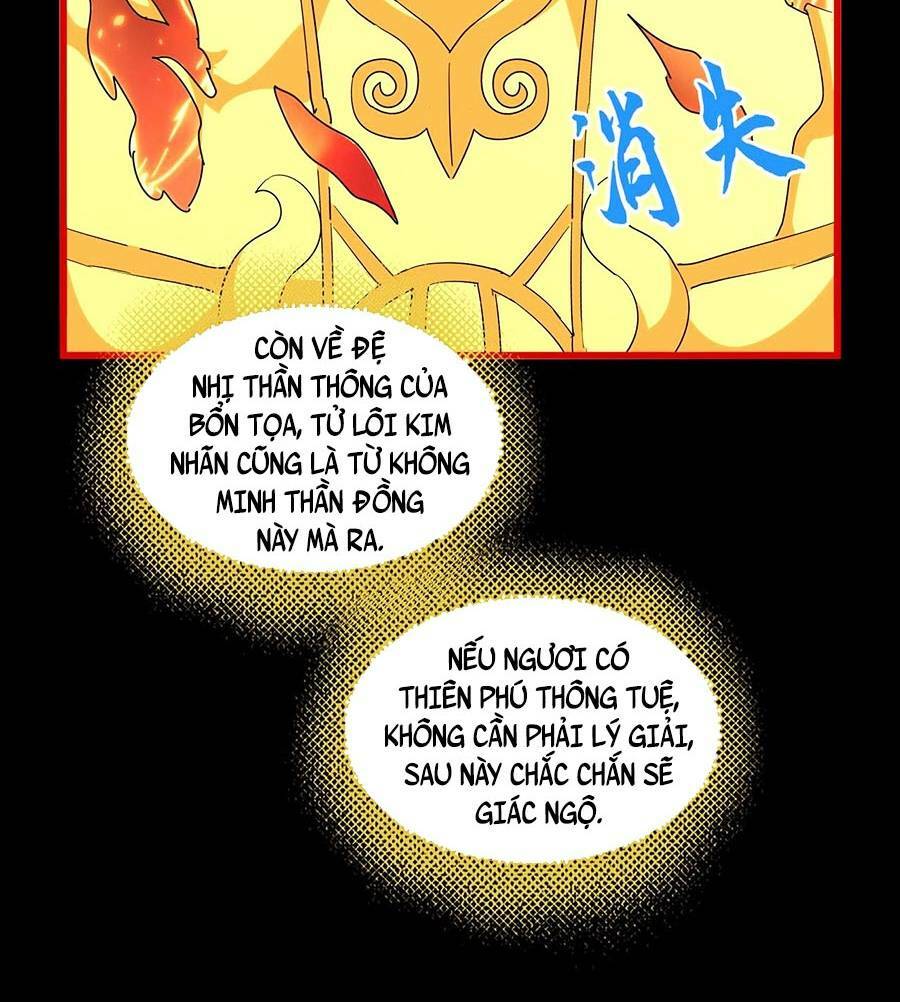 消失
CÒN VỀ ĐỆ
NHỊ THẦN THÔNG CỦA
BỔN TỌA, TỬ LÔI KIM
NHÃN CŨNG LÀ TỪ KHÔNG
MINH THẦN ĐỒNG
NÀY MÀ RA.
NẾU NGƯƠI CÓ
THIÊN PHÚ THÔNG TUỆ,
KHÔNG CẦN PHẢI LÝ GIẢI,
SAU NÀY CHẮC CHẮN SẼ
GIÁC NGỘ.